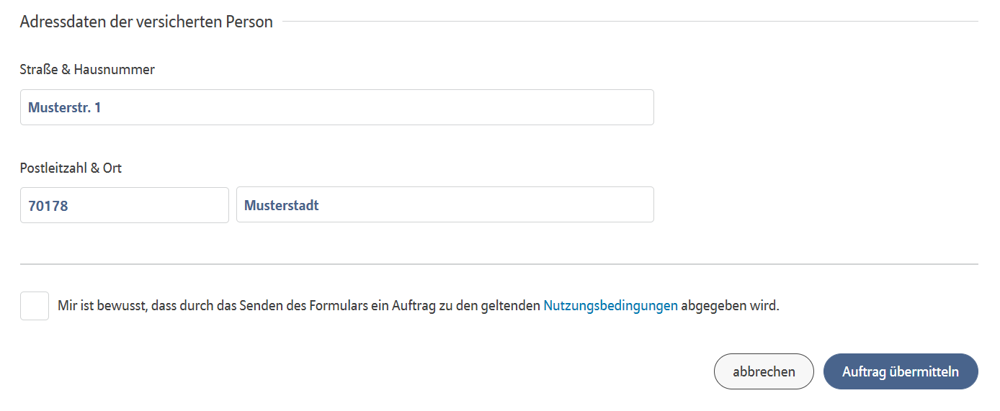 Adressdaten der versicherten Person
Straße & Hausnummer
Musterstr. 1
Postleitzahl & Ort
70178 Musterstadt
Mir ist bewusst, dass durch das Senden des Formulars ein Auftrag zu den geltenden Nutzungsbedingungen abgegeben wird.
abbrechen Auftrag übermitteln